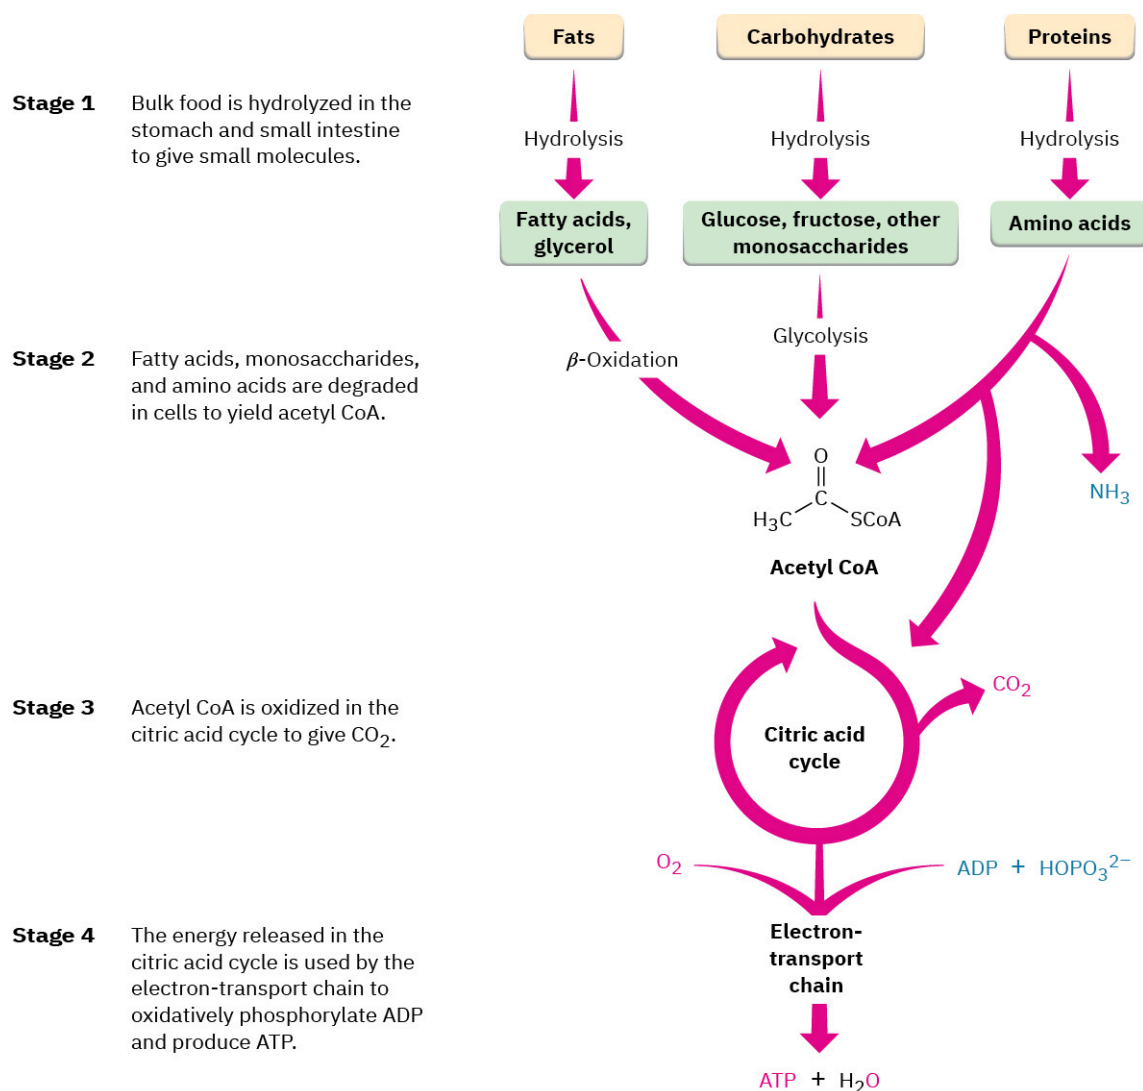 Fats
Carbohydrates
Proteins
Stage 1
Bulk food is hydrolyzed in the
stomach and small intestine
to give small molecules.
Hydrolysis
Hydrolysis
Hydrolysis
Fatty acids,
glycerol
Glucose, fructose, other
monosaccharides
Amino acids
Stage 2
Fatty acids, monosaccharides,
and amino acids are degraded
in cells to yield acetyl CoA.
β-Oxidation
Glycolysis
NH₃
O
C
H₃C
SCoA
Acetyl CoA
Stage 3
Acetyl CoA is oxidized in the
citric acid cycle to give CO₂.
CO₂
Citric acid
cycle
O₂
ADP + HOPO₃²⁻
Stage 4
The energy released in the
citric acid cycle is used by the
electron-transport chain to
oxidatively phosphorylate ADP
and produce ATP.
Electron-
transport
chain
ATP + H₂O